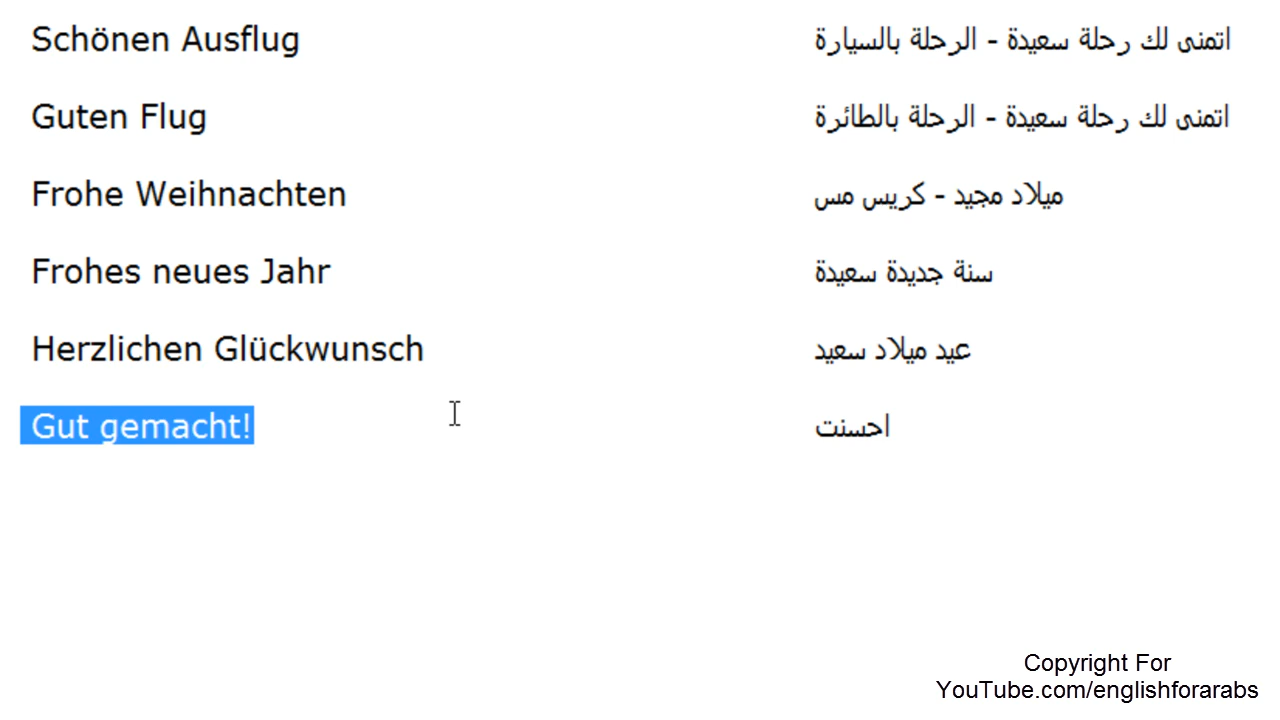 Schönen Ausflug اتمنى لك رحلة سعيدة - الرحلة بالسيارة
Guten Flug اتمنى لك رحلة سعيدة - الرحلة بالطائرة
Frohe Weihnachten ميلاد مجيد - كريس مس
Frohes neues Jahr سنة جديدة سعيدة
Herzlichen Glückwunsch عيد ميلاد سعيد
Gut gemacht! احسنت
Copyright For
YouTube.com/englishforarabs